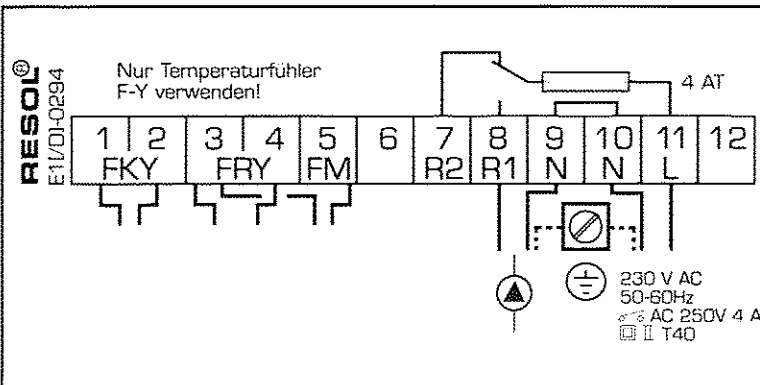 RESOL®
E1I/DI-0294
Nur Temperaturfühler
F-Y verwenden!
4 AT
1 2 3 4 5 6 7 8 9 10 11 12
FKY FRY FM R2 R1 N N L
230 V AC
50-60Hz
AC 250V 4 A
II T40